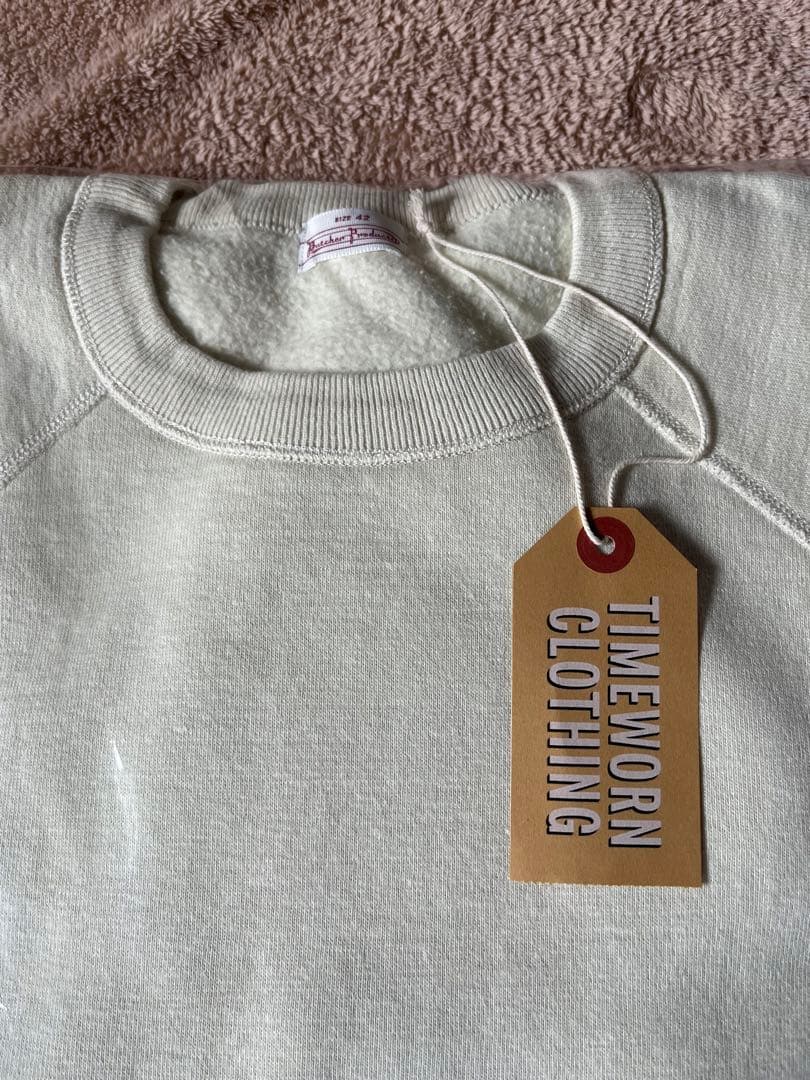 SIZE 42
Butcher Products
TIMEWORN
CLOTHING